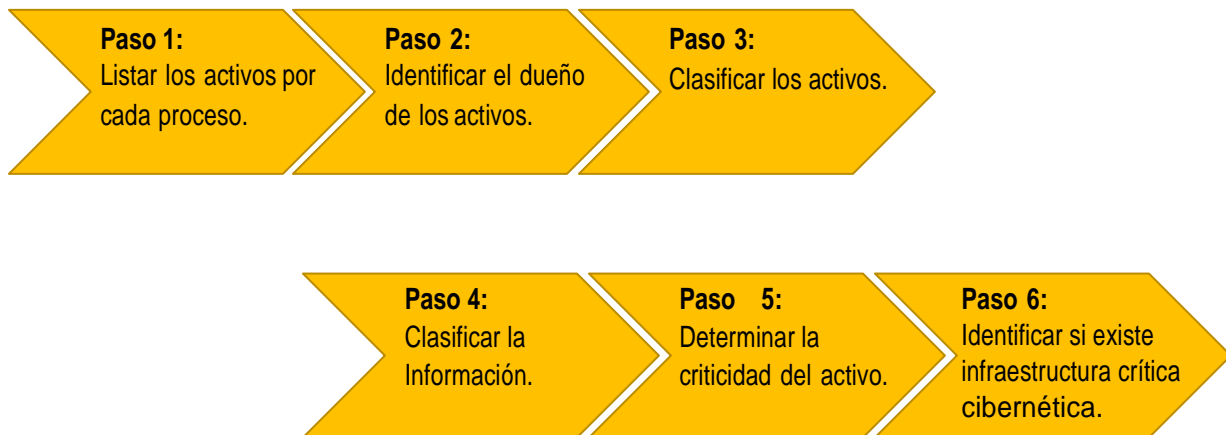 Paso 1:
Listar los activos por
cada proceso.
Paso 2:
Identificar el dueño
de los activos.
Paso 3:
Clasificar los activos.
Paso 4:
Clasificar la
Información.
Paso 5:
Determinar la
criticidad del activo.
Paso 6:
Identificar si existe
infraestructura crítica
cibernética.